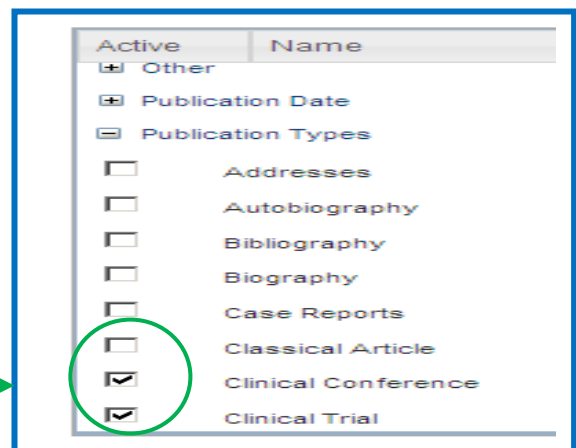 Active Name
Other
Publication Date
Publication Types
Addresses
Autobiography
Bibliography
Biography
Case Reports
Classical Article
Clinical Conference
Clinical Trial